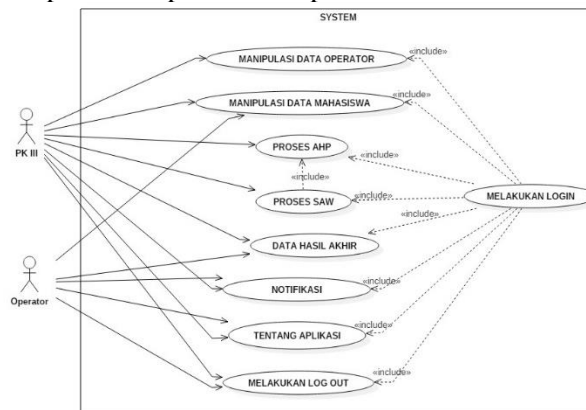 SYSTEM
MANIPULASI DATA OPERATOR
«include»
MANIPULASI DATA MAHASISWA
«include»
PK III
PROSES AHP
«include»
«include»
PROSES SAW
«include»
MELAKUKAN LOGIN
«include»
DATA HASIL AKHIR
Operator
NOTIFIKASI
«include»
TENTANG APLIKASI
«include»
MELAKUKAN LOG OUT
«include»